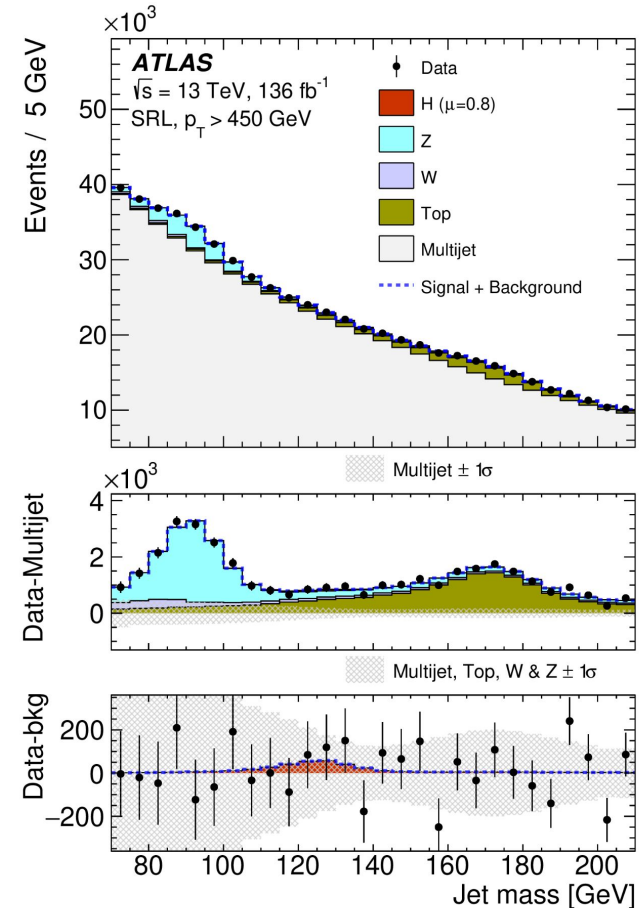 ×10³
ATLAS
√s = 13 TeV, 136 fb⁻¹
SRL, p_T > 450 GeV
Data
H (μ=0.8)
Z
W
Top
Multijet
Signal + Background
Events / 5 GeV
50
40
30
20
10
Multijet ± 1σ
×10³
Data-Multijet
4
2
0
Multijet, Top, W & Z ± 1σ
Data-bkg
200
0
−200
80 100 120 140 160 180 200
Jet mass [GeV]